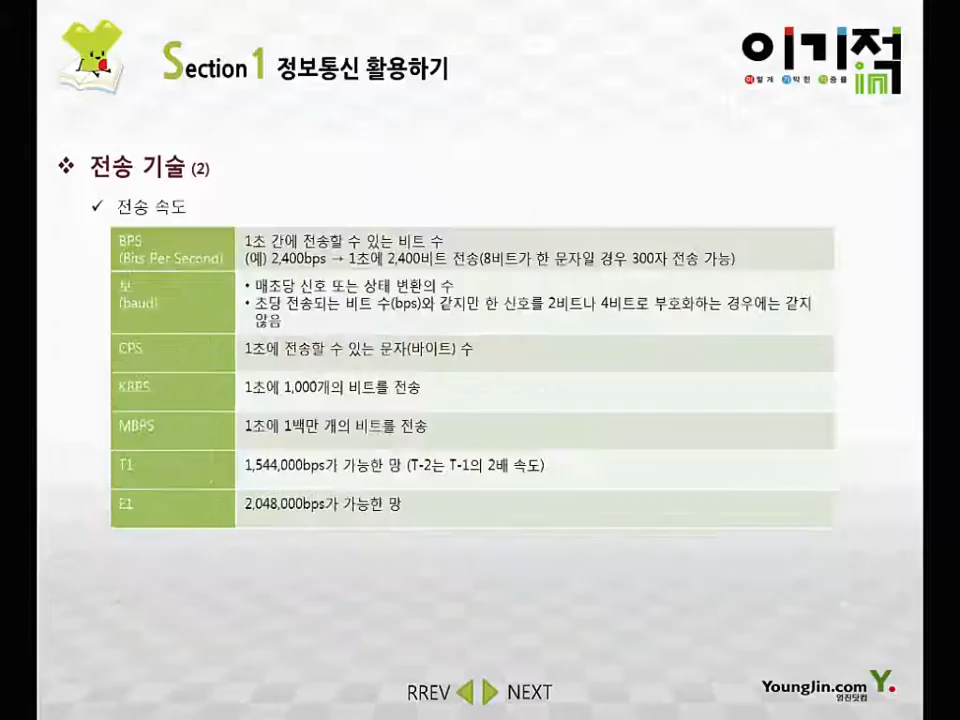 Section 1 정보통신 활용하기
이기적 in
이렇게 기막힌 적중률
❖ 전송 기술 (2)
✓ 전송 속도
BPS
(Bits Per Second)
1초 간에 전송할 수 있는 비트 수
(예) 2,400bps → 1초에 2,400비트 전송(8비트가 한 문자일 경우 300자 전송 가능)
보
(baud)
• 매초당 신호 또는 상태 변환의 수
• 초당 전송되는 비트 수(bps)와 같지만 한 신호를 2비트나 4비트로 부호화하는 경우에는 같지
않음
CPS
1초에 전송할 수 있는 문자(바이트) 수
KBPS
1초에 1,000개의 비트를 전송
MBPS
1초에 1백만 개의 비트를 전송
T1
1,544,000bps가 가능한 망 (T-2는 T-1의 2배 속도)
E1
2,048,000bps가 가능한 망
RREV NEXT
YoungJin.com Y.
영진닷컴